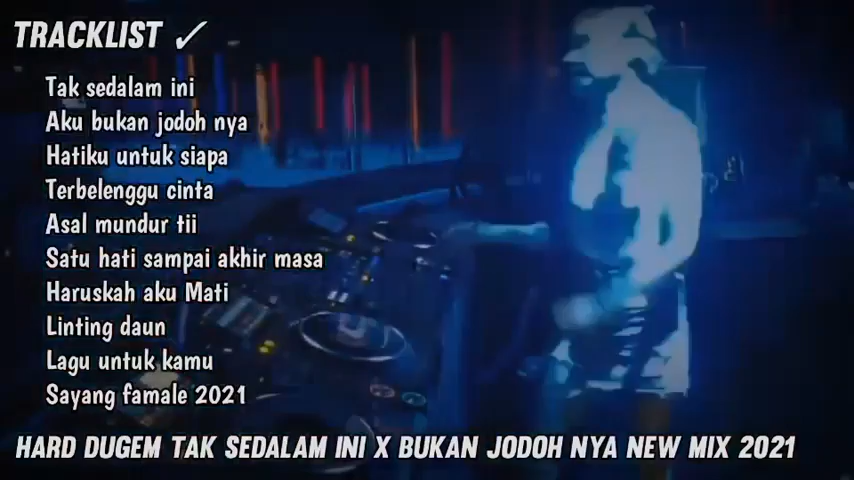 TRACKLIST ✓
Tak sedalam ini
Aku bukan jodoh nya
Hatiku untuk siapa
Terbelenggu cinta
Asal mundur tii
Satu hati sampai akhir masa
Haruskah aku Mati
Linting daun
Lagu untuk kamu
Sayang famale 2021
HARD DUGEM TAK SEDALAM INI X BUKAN JODOH NYA NEW MIX 2021